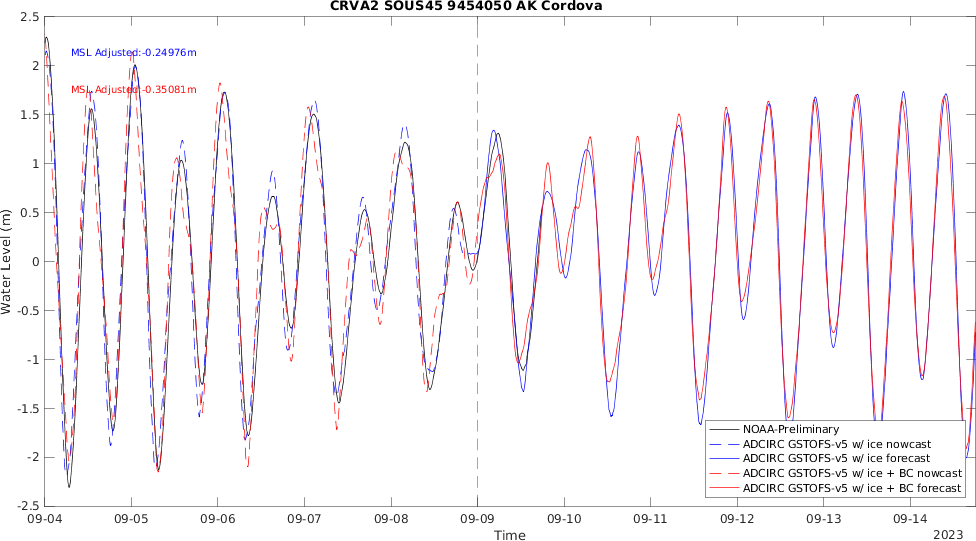 CRVA2 SOUS45 9454050 AK Cordova
2.5
2
1.5
1
0.5
0
-0.5
-1
-1.5
-2
-2.5
Water Level (m)
MSL Adjusted:-0.24976m
MSL Adjusted:-0.35081m
NOAA-Preliminary
ADCIRC GSTOFS-v5 w/ ice nowcast
ADCIRC GSTOFS-v5 w/ ice forecast
ADCIRC GSTOFS-v5 w/ ice + BC nowcast
ADCIRC GSTOFS-v5 w/ ice + BC forecast
09-04 09-05 09-06 09-07 09-08 09-09 09-10 09-11 09-12 09-13 09-14
Time
2023